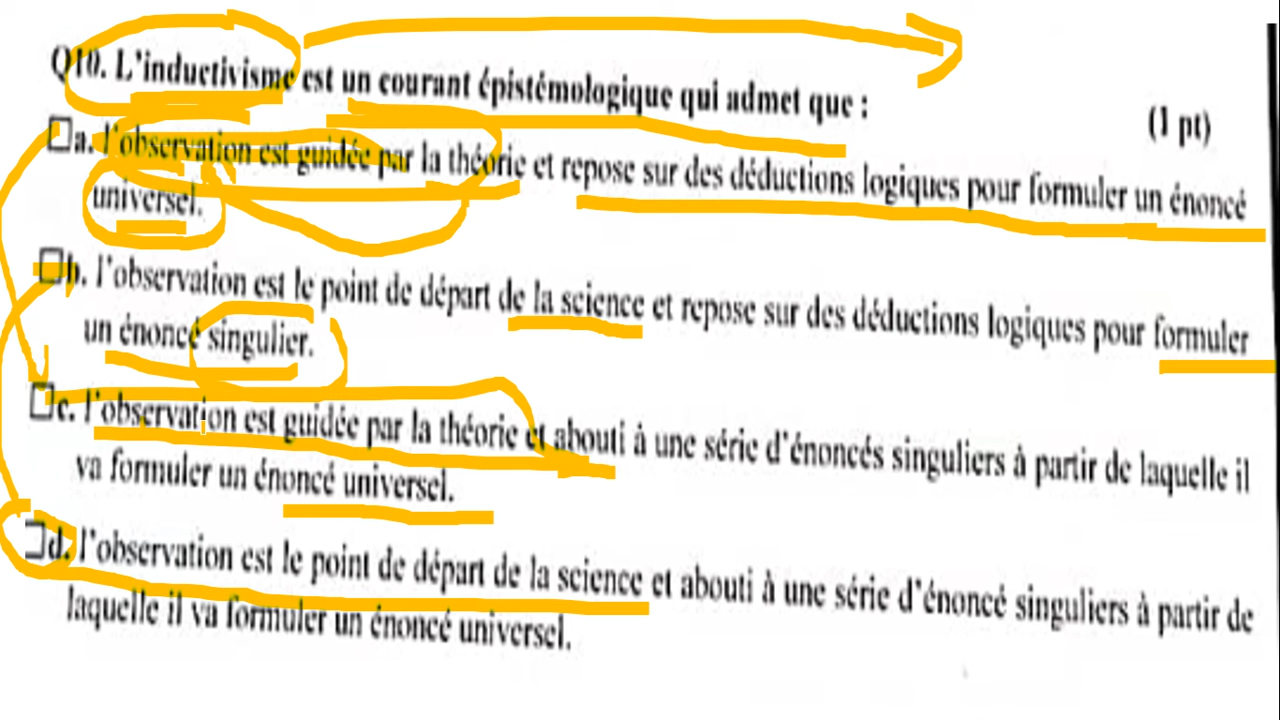 Q10. L'inductivisme est un courant épistémologique qui admet que :
(1 pt)
a. l'observation est guidée par la théorie et repose sur des déductions logiques pour formuler un énoncé
universel.
b. l'observation est le point de départ de la science et repose sur des déductions logiques pour formuler
un énoncé singulier.
c. l'observation est guidée par la théorie et abouti à une série d'énoncés singuliers à partir de laquelle il
va formuler un énoncé universel.
d. l'observation est le point de départ de la science et abouti à une série d'énoncé singuliers à partir de
laquelle il va formuler un énoncé universel.